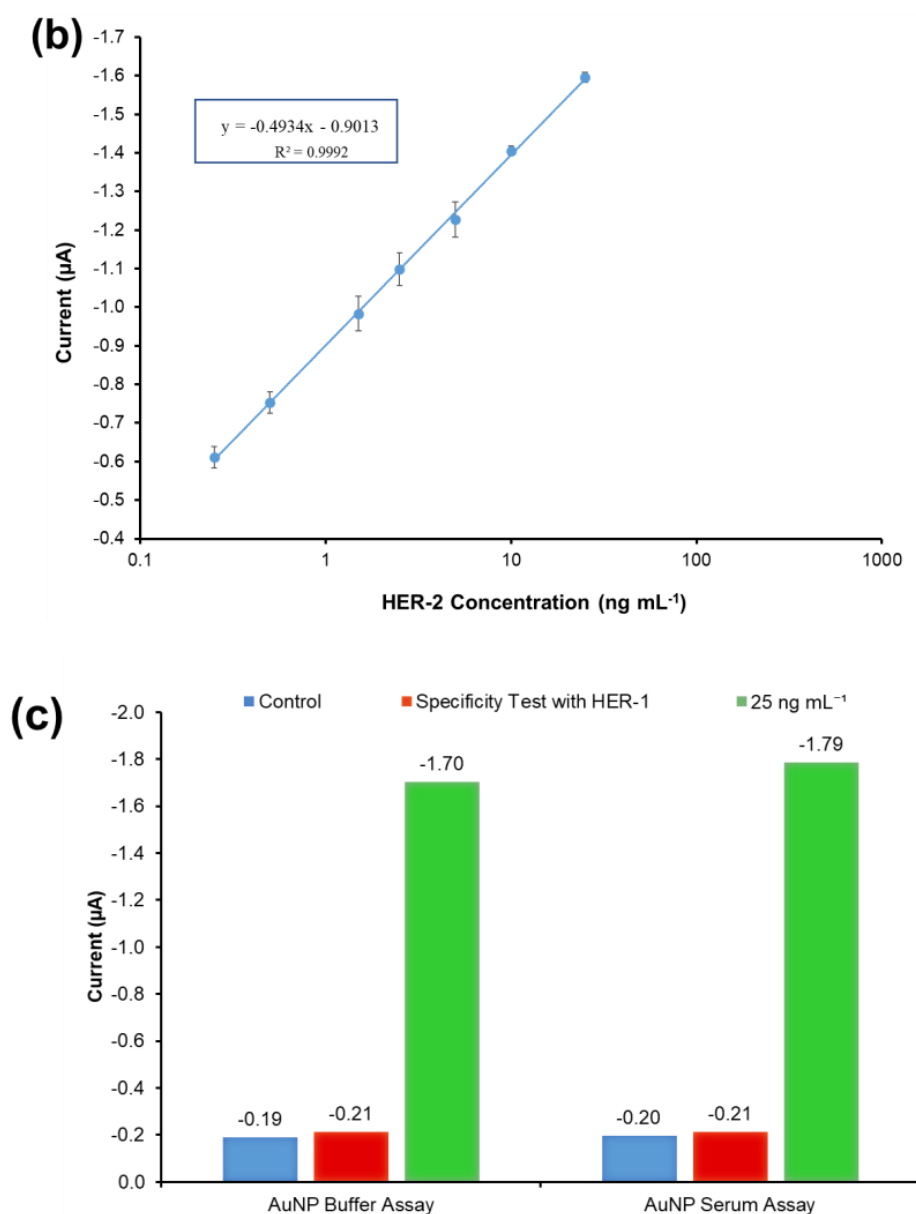 (b)
-1.7
-1.6
-1.5
-1.4
-1.3
-1.2
-1.1
-1.0
-0.9
-0.8
-0.7
-0.6
-0.5
-0.4
Current (µA)
y = -0.4934x - 0.9013
R² = 0.9992
0.1 1 10 100 1000
HER-2 Concentration (ng mL⁻¹)
(c)
Control Specificity Test with HER-1 25 ng mL⁻¹
-2.0
-1.8
-1.6
-1.4
-1.2
-1.0
-0.8
-0.6
-0.4
-0.2
0.0
Current (µA)
-0.19 -0.21 -1.70 -0.20 -0.21 -1.79
AuNP Buffer Assay AuNP Serum Assay